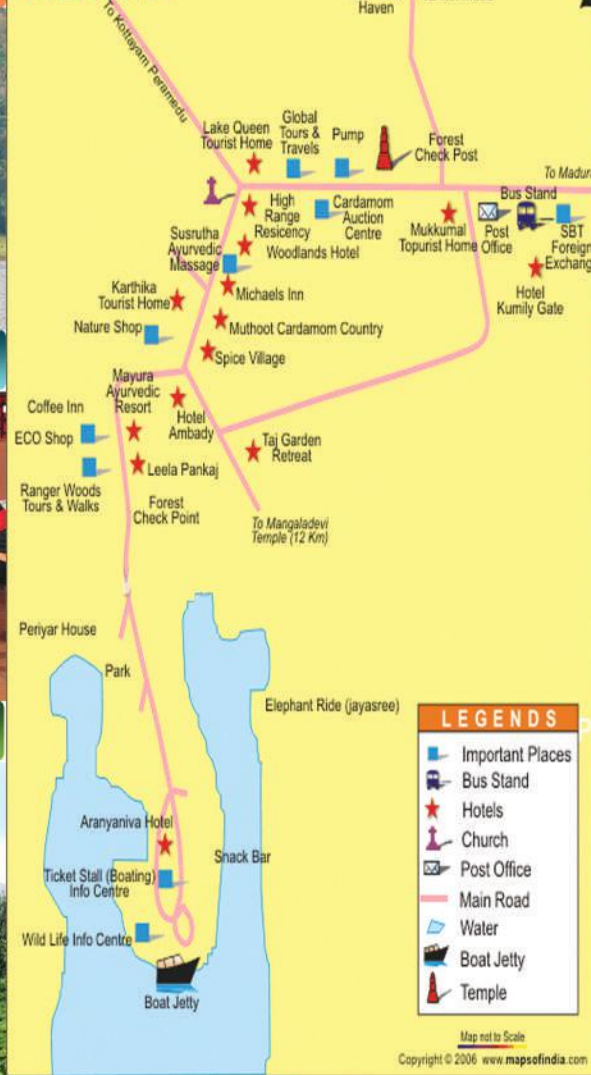 Haven
To Kottayam Peramedu
Lake Queen
Tourist Home
Global
Tours &
Travels
Pump
Forest
Check Post
To Madura
High
Range
Resicency
Cardamom
Auction
Centre
Mukkumal
Topurist Home
Post
Office
Bus Stand
SBT
Foreign
Exchang
Hotel
Kumily Gate
Susrutha
Ayurvedic
Massage
Woodlands Hotel
Karthika
Tourist Home
Michaels Inn
Nature Shop
Muthoot Cardamom Country
Spice Village
Mayura
Ayurvedic
Resort
Coffee Inn
ECO Shop
Hotel
Ambady
Taj Garden
Retreat
Leela Pankaj
Ranger Woods
Tours & Walks
Forest
Check Point
To Mangaladevi
Temple (12 Km)
Periyar House
Park
Elephant Ride (jayasree)
Aranyaniva Hotel
Snack Bar
Ticket Stall (Boating)
Info Centre
Wild Life Info Centre
Boat Jetty
LEGENDS
Important Places
Bus Stand
Hotels
Church
Post Office
Main Road
Water
Boat Jetty
Temple
Map not to Scale
Copyright © 2006 www.mapsofindia.com